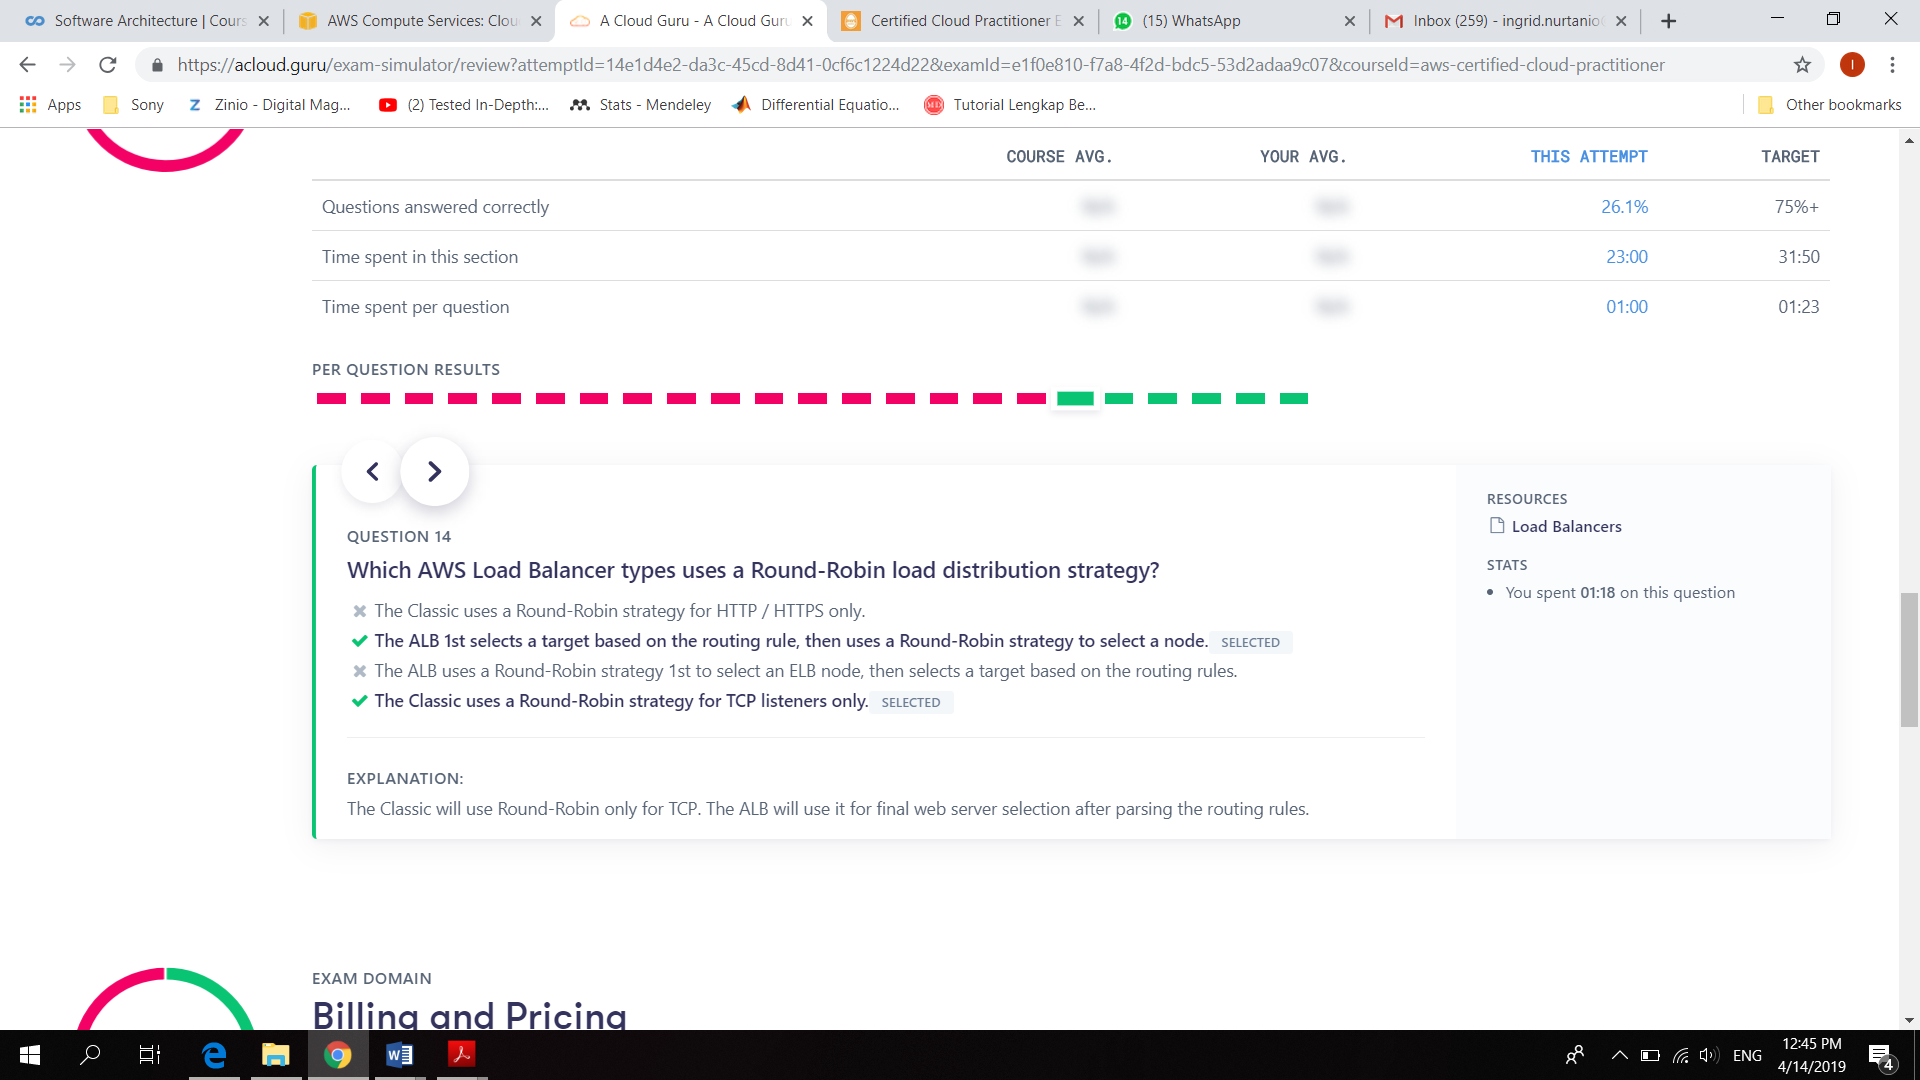 Software Architecture | Cours
AWS Compute Services: Clou
A Cloud Guru - A Cloud Guru
Certified Cloud Practitioner E
14
(15) WhatsApp
Inbox (259) - ingrid.nurtanio
https://acloud.guru/exam-simulator/review?attemptId=14e1d4e2-da3c-45cd-8d41-0cf6c1224d22&examId=e1f0e810-f7a8-4f2d-bdc5-53d2adaa9c07&courseId=aws-certified-cloud-practitioner
I
Apps
Sony
Z Zinio - Digital Mag...
(2) Tested In-Depth:...
Stats - Mendeley
Differential Equatio...
Tutorial Lengkap Be...
Other bookmarks
COURSE AVG. YOUR AVG. THIS ATTEMPT TARGET
Questions answered correctly 26.1% 75%+
Time spent in this section 23:00 31:50
Time spent per question 01:00 01:23
PER QUESTION RESULTS
QUESTION 14
Which AWS Load Balancer types uses a Round-Robin load distribution strategy?
The Classic uses a Round-Robin strategy for HTTP / HTTPS only.
The ALB 1st selects a target based on the routing rule, then uses a Round-Robin strategy to select a node. SELECTED
The ALB uses a Round-Robin strategy 1st to select an ELB node, then selects a target based on the routing rules.
The Classic uses a Round-Robin strategy for TCP listeners only. SELECTED
EXPLANATION:
The Classic will use Round-Robin only for TCP. The ALB will use it for final web server selection after parsing the routing rules.
RESOURCES
Load Balancers
STATS
You spent 01:18 on this question
EXAM DOMAIN
Billing and Pricing
ENG
12:45 PM
4/14/2019
4